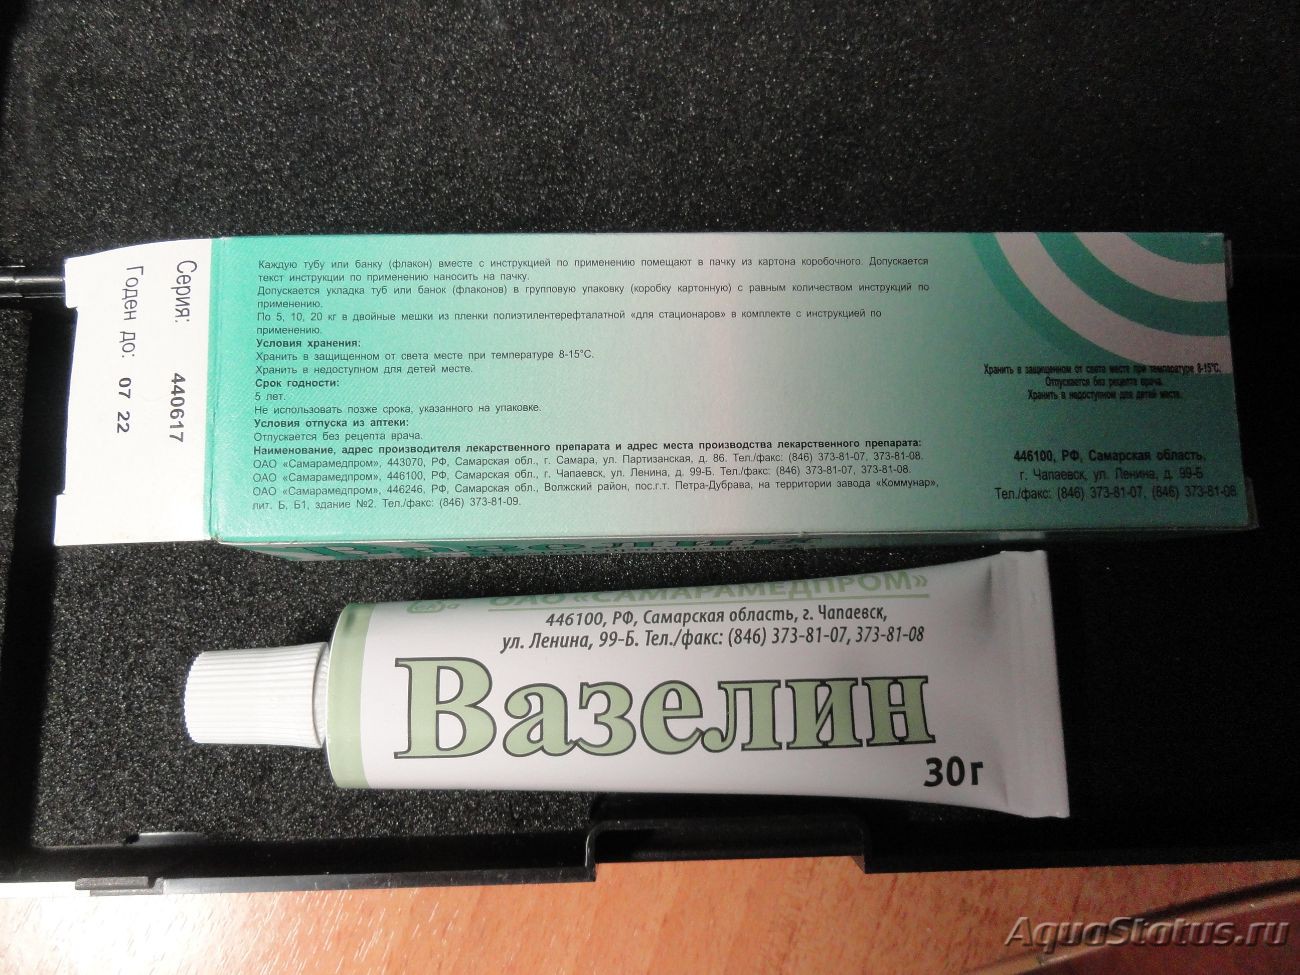 Серия: 440617
Годен до: 07 22
Каждую тубу или банку (флакон) вместе с инструкцией по применению помещают в пачку из картона коробочного. Допускается
текст инструкции по применению наносить на пачку.
Допускается укладка туб или банок (флаконов) в групповую упаковку (коробку картонную) с равным количеством инструкций по
применению.
По 5, 10, 20 кг в двойные мешки из пленки полиэтилентерефталатной «для стационаров» в комплекте с инструкцией по
применению.
Условия хранения:
Хранить в защищенном от света месте при температуре 8-15°С.
Хранить в недоступном для детей месте.
Срок годности:
5 лет.
Не использовать позже срока, указанного на упаковке.
Условия отпуска из аптеки:
Отпускается без рецепта врача.
Наименование, адрес производителя лекарственного препарата и адрес места производства лекарственного препарата:
ОАО «Самарамедпром», 443070, РФ, Самарская обл., г. Самара, ул. Партизанская, д. 86. Тел./факс: (846) 373-81-07, 373-81-08.
ОАО «Самарамедпром», 446100, РФ, Самарская обл., г. Чапаевск, ул. Ленина, д. 99-Б. Тел./факс: (846) 373-81-07, 373-81-08.
ОАО «Самарамедпром», 446246, РФ, Самарская обл., Волжский район, пос.г.т. Петра-Дубрава, на территории завода «Коммунар»,
лит. Б, Б1, здание №2. Тел./факс: (846) 373-81-09.
Хранить в защищенном от света месте при температуре 8-15°С.
Отпускается без рецепта врача.
Хранить в недоступном для детей месте.
446100, РФ, Самарская область,
г. Чапаевск, ул. Ленина, д. 99-Б
Тел./факс: (846) 373-81-07, (846) 373-81-08
ОАО «САМАРАМЕДПРОМ»
446100, РФ, Самарская область, г. Чапаевск,
ул. Ленина, 99-Б. Тел./факс: (846) 373-81-07, 373-81-08
Вазелин
30г
AquaStatus.ru